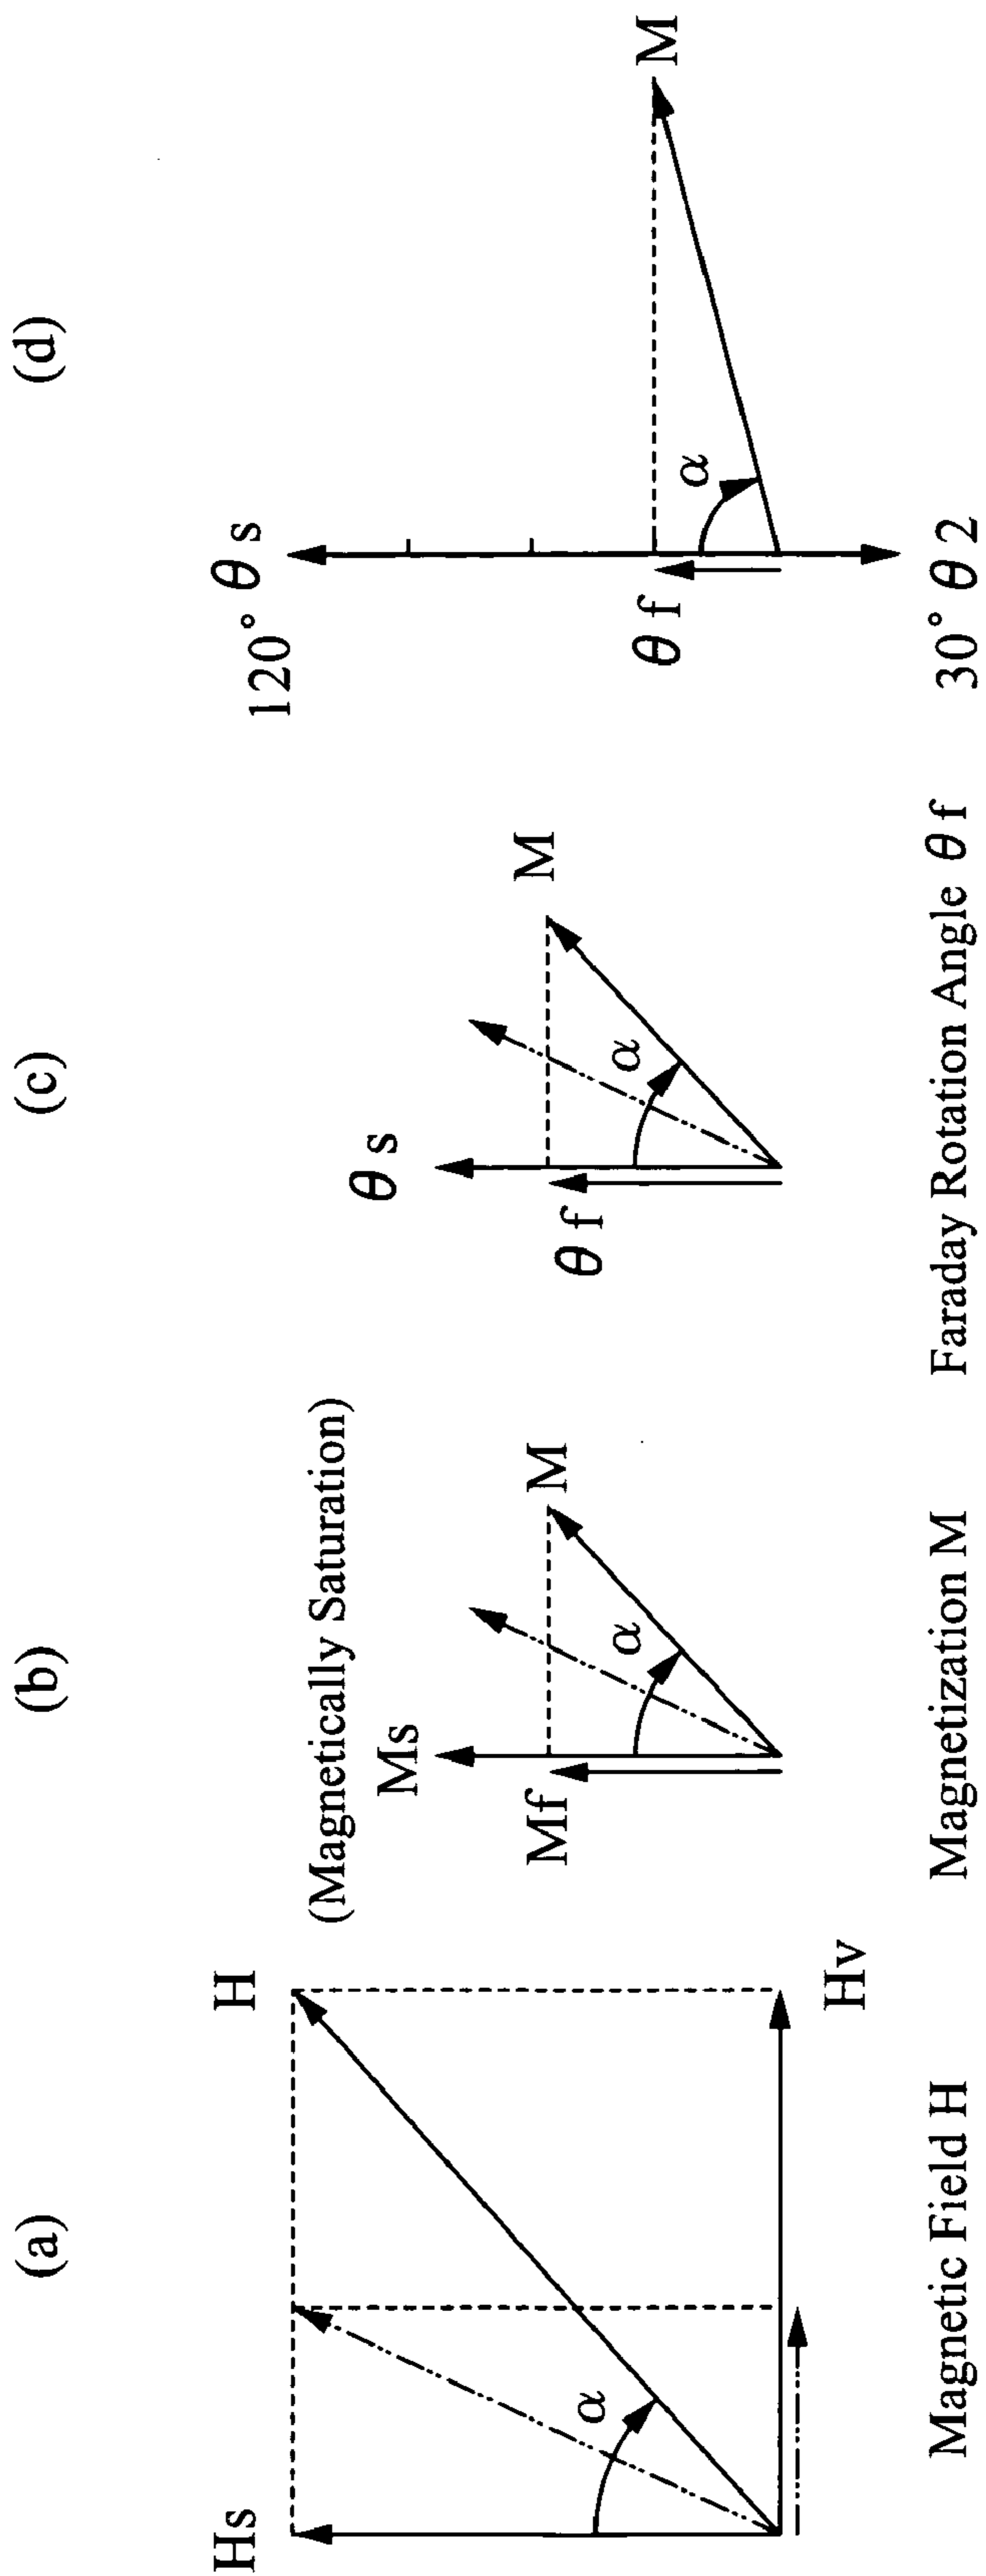 (a)
Hs
H
α
Hv
Magnetic Field H
(b)
(Magnetically Saturation)
Ms
Mf
M
α
Magnetization M
(c)
θs
θf
M
α
Faraday Rotation Angle θf
(d)
120° θs
θf
α
M
30° θ2